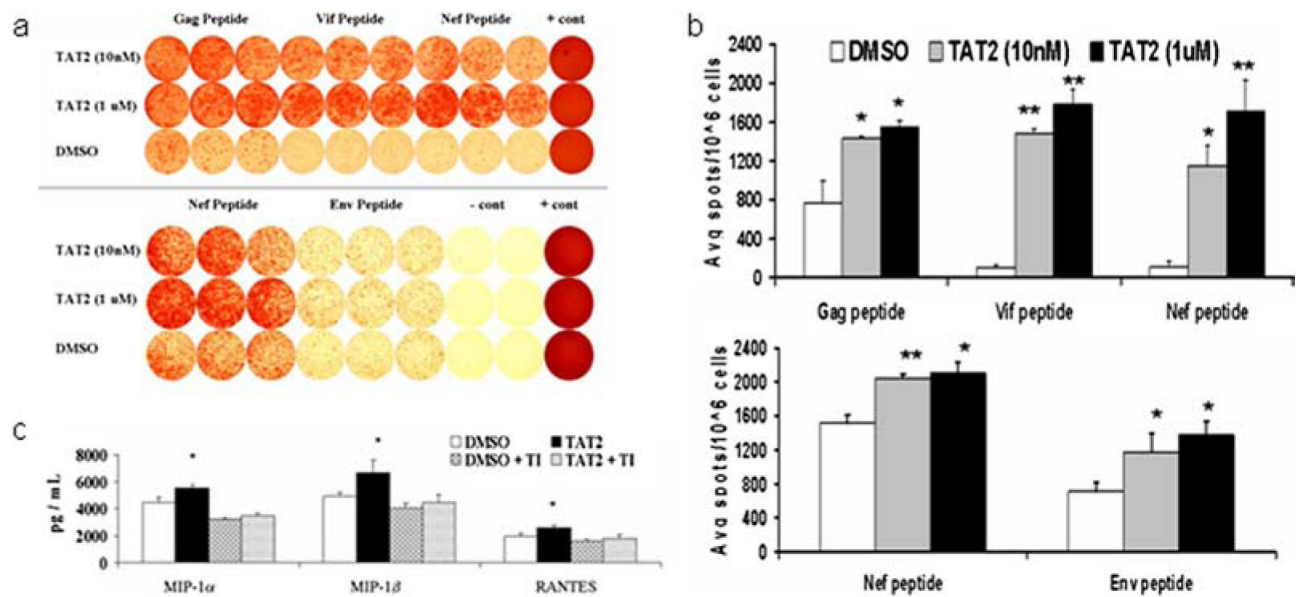 a
Gag Peptide Vif Peptide Nef Peptide + cont
TAT2 (10nM)
TAT2 (1 uM)
DMSO
Nef Peptide Env Peptide - cont + cont
TAT2 (10nM)
TAT2 (1 uM)
DMSO
b
2400
2000
1600
1200
800
400
0
Avg spots/10^6 cells
DMSO TAT2 (10nM) TAT2 (1uM)
* * ** ** * **
Gag peptide Vif peptide Nef peptide
2400
2000
1600
1200
800
400
0
Avg spots/10^6 cells
** * * *
Nef peptide Env peptide
c
8000
6000
4000
2000
0
pg / mL
DMSO TAT2
DMSO + TI TAT2 + TI
* * *
MIP-1α MIP-1β RANTES